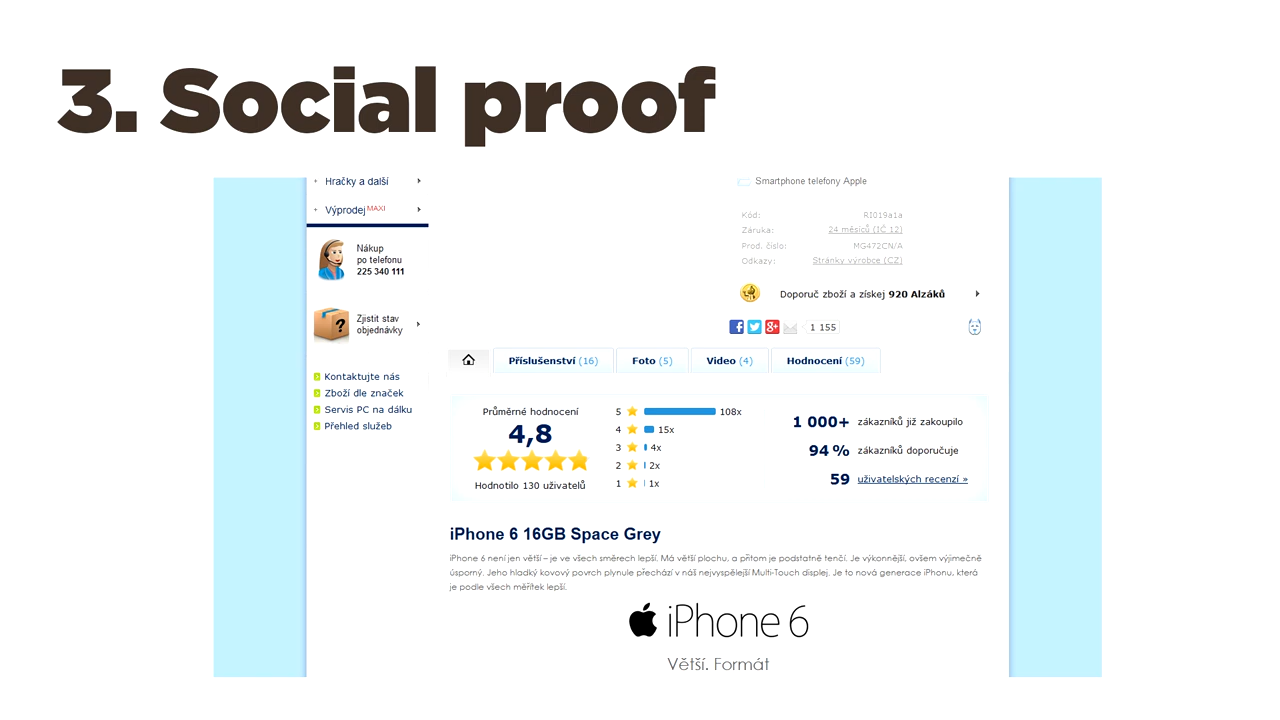 3. Social proof
Hračky a další
Výprodej MAXI
Nákup
po telefonu
225 340 111
Zjistit stav
objednávky
Kontaktujte nás
Zboží dle značek
Servis PC na dálku
Přehled služeb
Smartphone telefony Apple
Kód: RI019a1a
Záruka: 24 měsíců (IČ 12)
Prod. číslo: MG472CN/A
Odkazy: Stránky výrobce (CZ)
Doporuč zboží a získej 920 Alzáků
1 155
Příslušenství (16) Foto (5) Video (4) Hodnocení (59)
Průměrné hodnocení
4,8
Hodnotilo 130 uživatelů
5 108x
4 15x
3 4x
2 2x
1 1x
1 000+ zákazníků již zakoupilo
94 % zákazníků doporučuje
59 uživatelských recenzí »
iPhone 6 16GB Space Grey
iPhone 6 není jen větší – je ve všech směrech lepší. Má větší plochu, a přitom je podstatně tenčí. Je výkonnější, ovšem výjimečně
úsporný. Jeho hladký kovový povrch plynule přechází v náš nejvyspělejší Multi-Touch displej. Je to nová generace iPhonu, která
je podle všech měřítek lepší.
iPhone 6
Větší. Formát